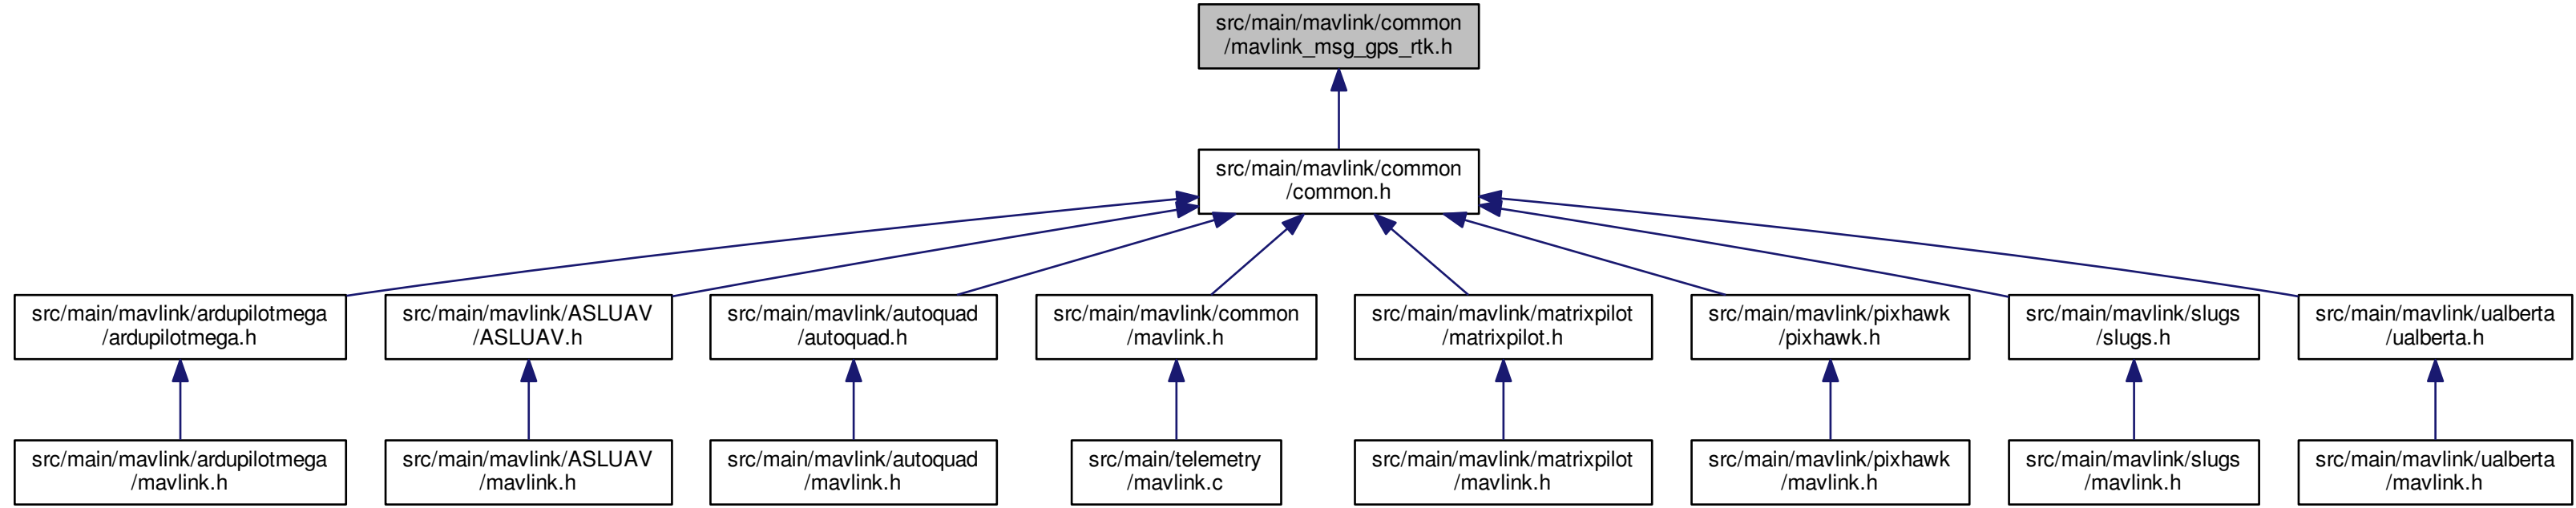 src/main/mavlink/common
/mavlink_msg_gps_rtk.h
src/main/mavlink/common
/common.h
src/main/mavlink/ardupilotmega
/ardupilotmega.h
src/main/mavlink/ASLUAV
/ASLUAV.h
src/main/mavlink/autoquad
/autoquad.h
src/main/mavlink/common
/mavlink.h
src/main/mavlink/matrixpilot
/matrixpilot.h
src/main/mavlink/pixhawk
/pixhawk.h
src/main/mavlink/slugs
/slugs.h
src/main/mavlink/ualberta
/ualberta.h
src/main/mavlink/ardupilotmega
/mavlink.h
src/main/mavlink/ASLUAV
/mavlink.h
src/main/mavlink/autoquad
/mavlink.h
src/main/telemetry
/mavlink.c
src/main/mavlink/matrixpilot
/mavlink.h
src/main/mavlink/pixhawk
/mavlink.h
src/main/mavlink/slugs
/mavlink.h
src/main/mavlink/ualberta
/mavlink.h